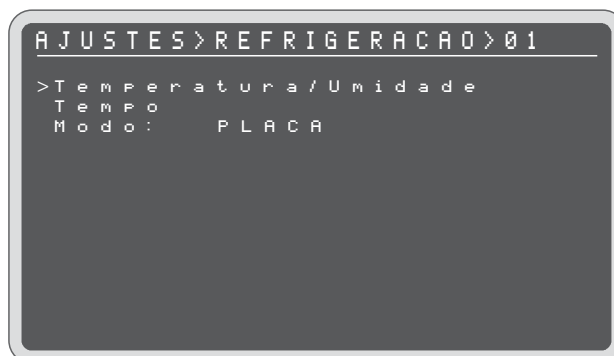 AJUSTES>REFRIGERACAO>01
>Temperatura/Umidade
Tempo
Modo: PLACA